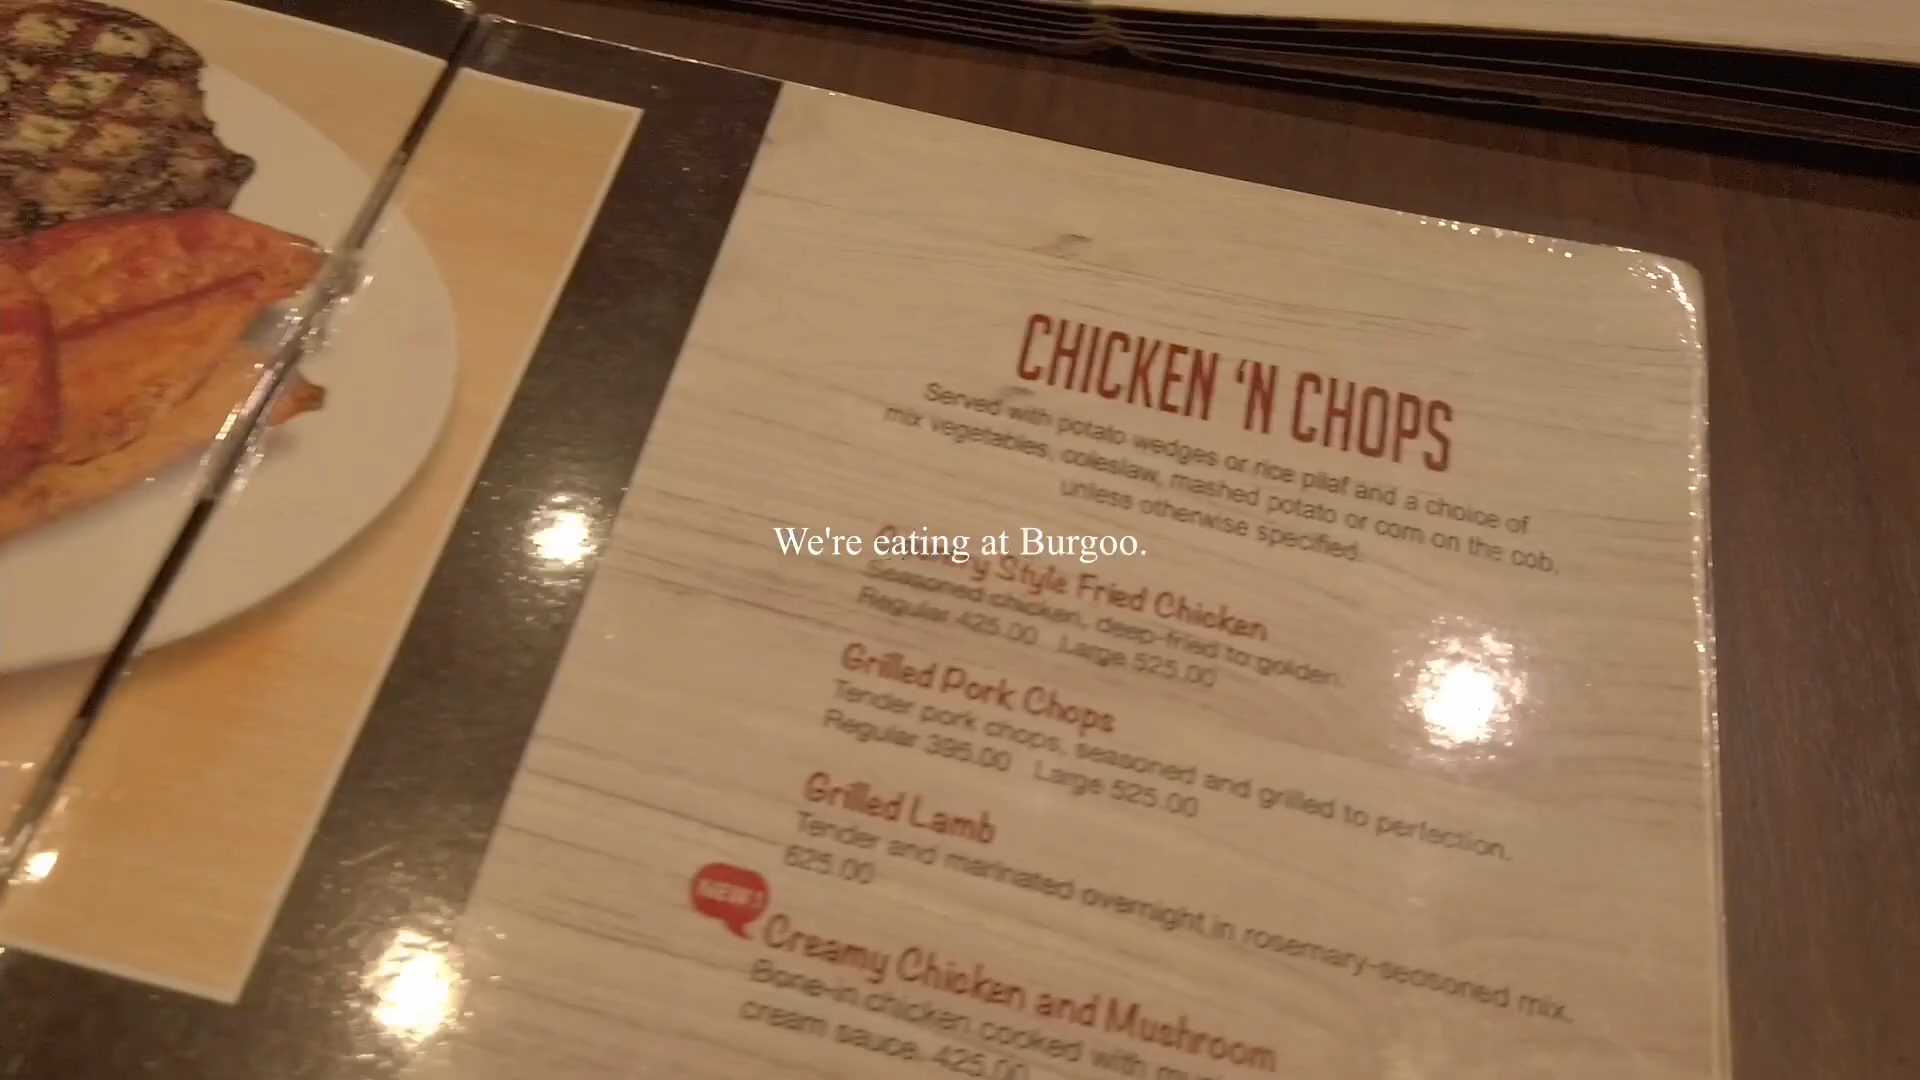 CHICKEN 'N CHOPS
Served with potato wedges or rice pilaf and a choice of
mix vegetables, coleslaw, mashed potato or corn on the cob,
unless otherwise specified.
We're eating at Burgoo.
Style Fried Chicken
Seasoned chicken, deep-fried to golden.
Regular 425.00 Large 525.00
Grilled Pork Chops
Tender pork chops, seasoned and grilled to perfection.
Regular 395.00 Large 525.00
Grilled Lamb
Tender and marinated overnight in rosemary-seasoned mix.
625.00
NEW!
Creamy Chicken and Mushroom
Bone-in chicken cooked with
cream sauce. 425.00